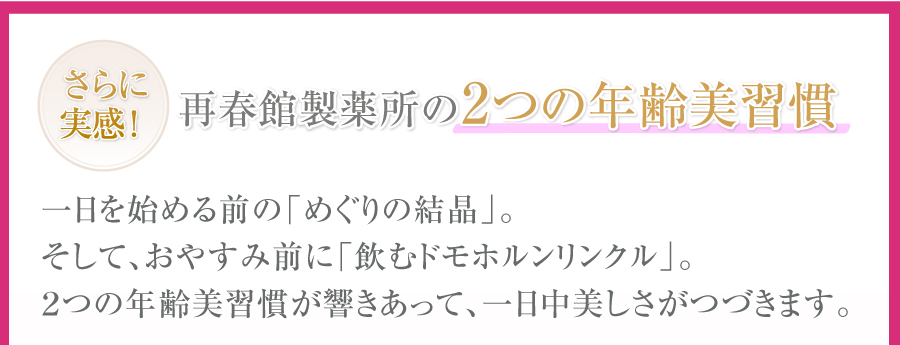 さらに
実感！
再春館製薬所の2つの年齢美習慣
一日を始める前の「めぐりの結晶」。
そして、おやすみ前に「飲むドモホルンリンクル」。
2つの年齢美習慣が響きあって、一日中美しさがつづきます。